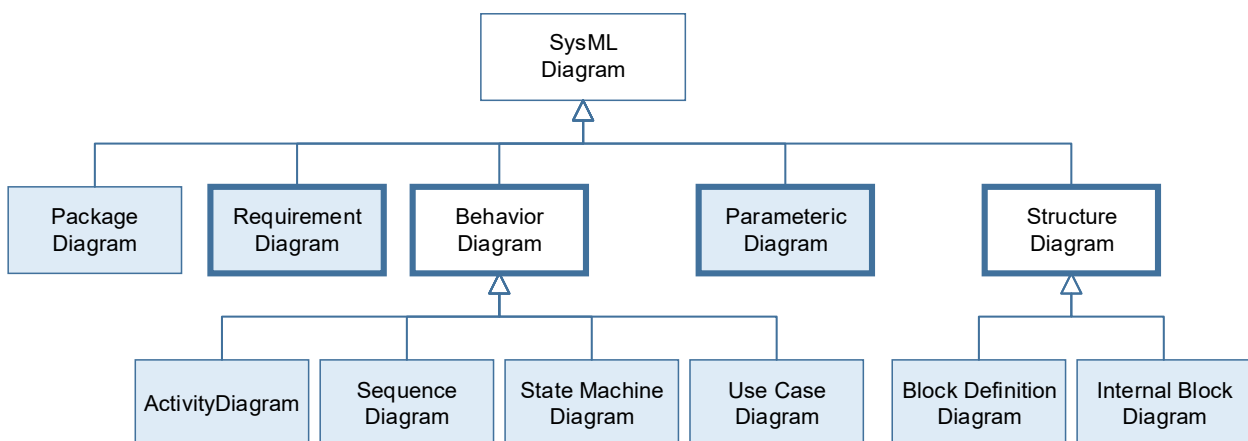 SysML
Diagram
Package
Diagram
Requirement
Diagram
Behavior
Diagram
Parameteric
Diagram
Structure
Diagram
ActivityDiagram
Sequence
Diagram
State Machine
Diagram
Use Case
Diagram
Block Definition
Diagram
Internal Block
Diagram